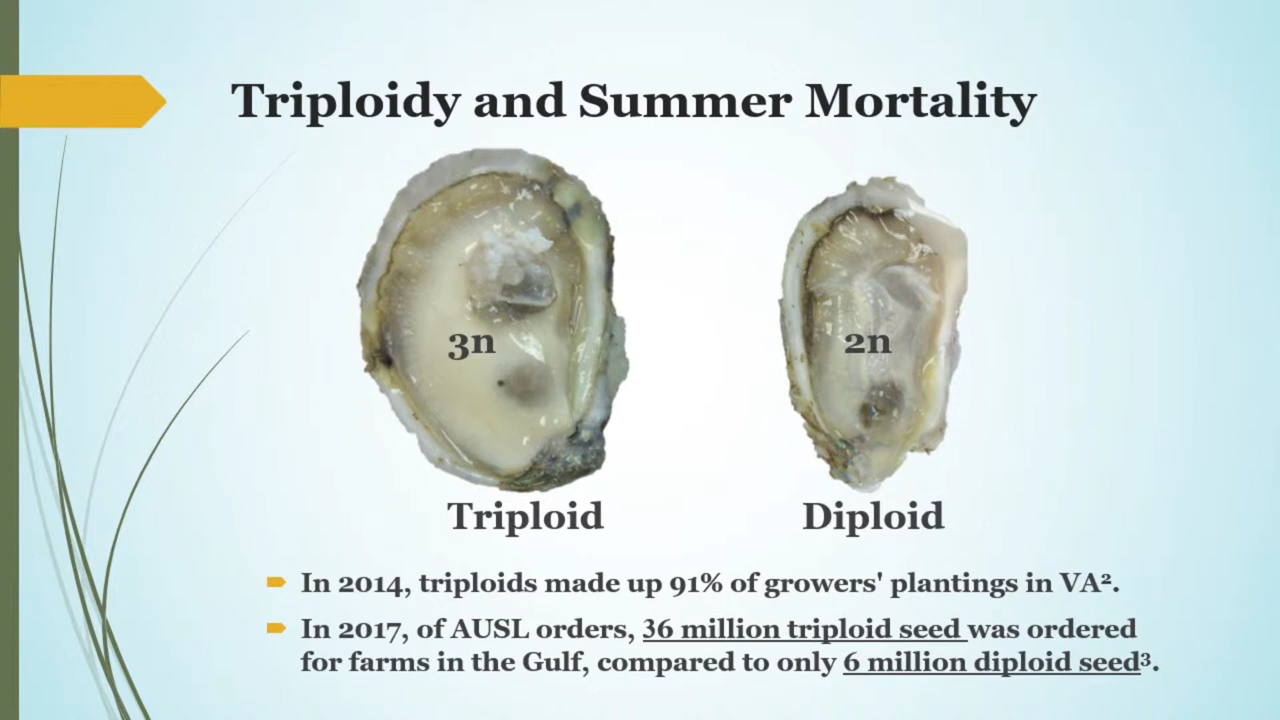 Triploidy and Summer Mortality
3n
2n
Triploid
Diploid
In 2014, triploids made up 91% of growers' plantings in VA².
In 2017, of AUSL orders, 36 million triploid seed was ordered
for farms in the Gulf, compared to only 6 million diploid seed³.